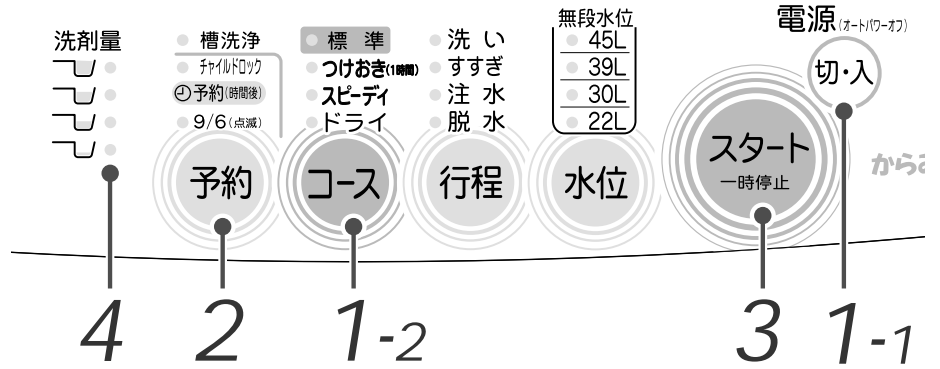 洗剤量
槽洗浄
チャイルドロック
予約(時間後)
9/6(点滅)
標準
つけおき(1時間)
スピーディ
ドライ
洗い
すすぎ
注水
脱水
無段水位
45L
39L
30L
22L
電源(オートパワーオフ)
切・入
予約
コース
行程
水位
スタート
一時停止
4
2
1-2
3
1-1